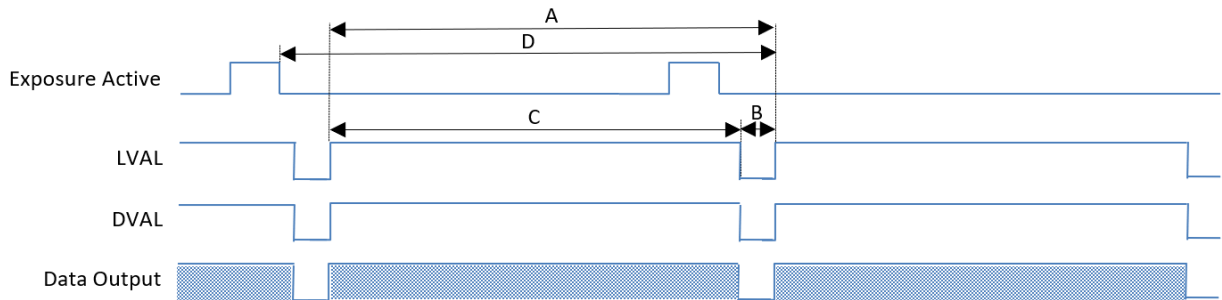 A
D
Exposure Active
C
B
LVAL
DVAL
Data Output